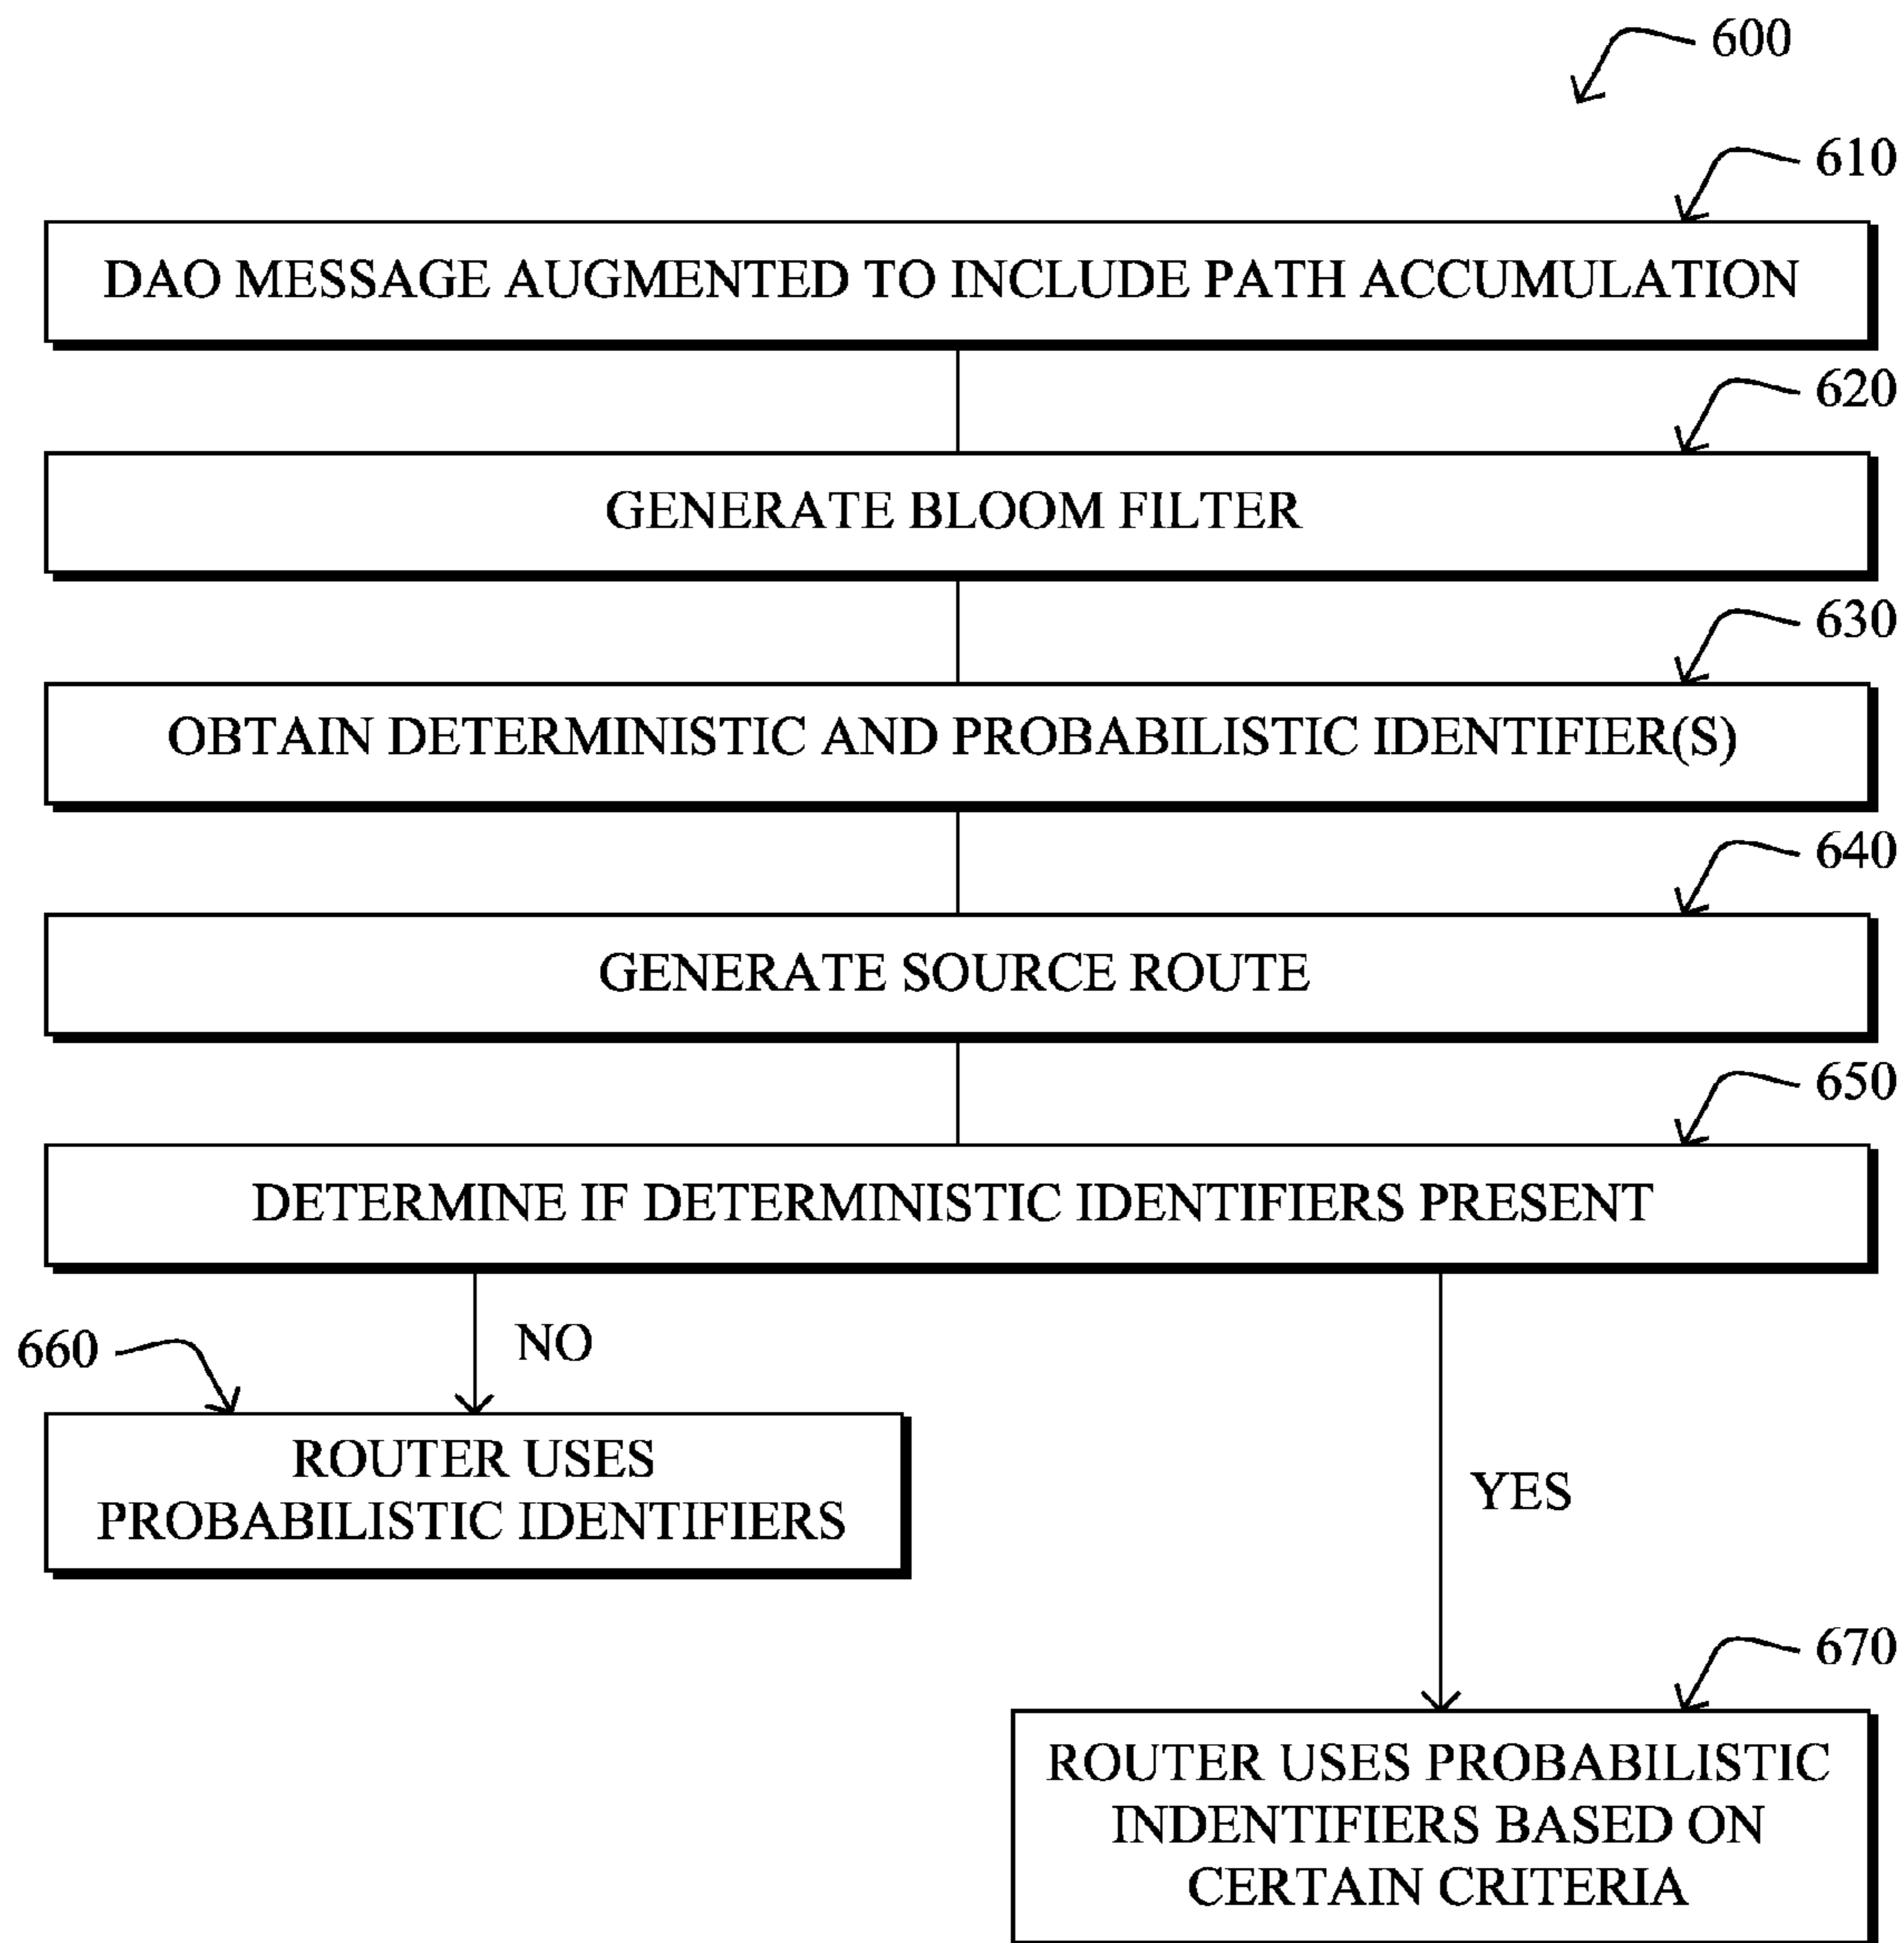 600
610
DAO MESSAGE AUGMENTED TO INCLUDE PATH ACCUMULATION
620
GENERATE BLOOM FILTER
630
OBTAIN DETERMINISTIC AND PROBABILISTIC IDENTIFIER(S)
640
GENERATE SOURCE ROUTE
650
DETERMINE IF DETERMINISTIC IDENTIFIERS PRESENT
660
NO
ROUTER USES
PROBABILISTIC IDENTIFIERS
YES
670
ROUTER USES PROBABILISTIC
INDENTIFIERS BASED ON
CERTAIN CRITERIA